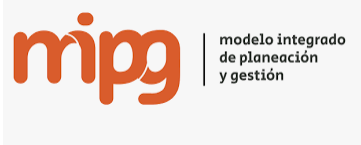 mipg
modelo integrado
de planeación
y gestión